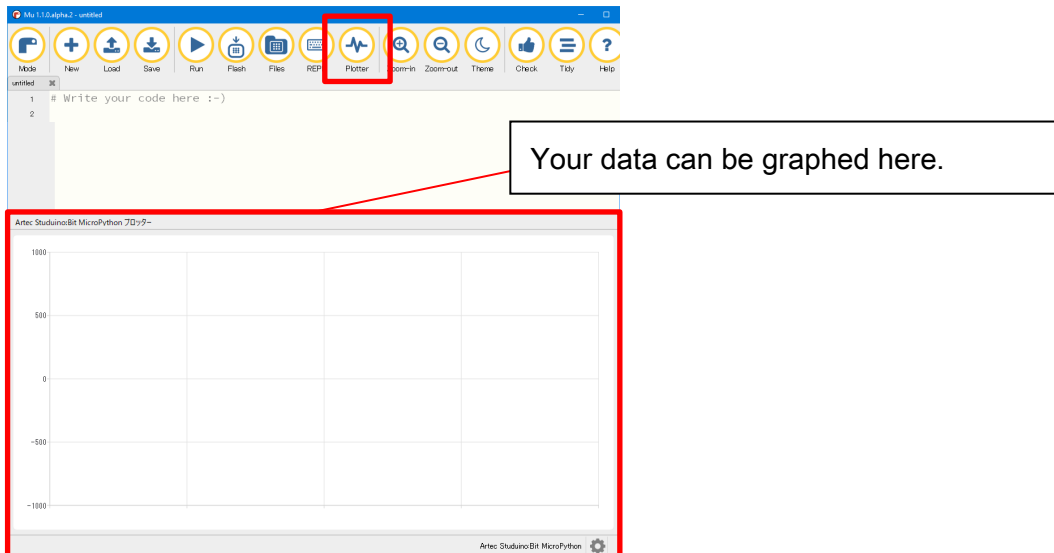 Mu 1.1.0.alpha.2 - untitled
Mode New Load Save Run Flash Files REPL Plotter Zoom-in Zoom-out Theme Check Tidy Help
untitled
1 # Write your code here :-)
2
Your data can be graphed here.
Artec Studuino:Bit MicroPython プロッター
1000
500
0
-500
-1000
Artec Studuino:Bit MicroPython